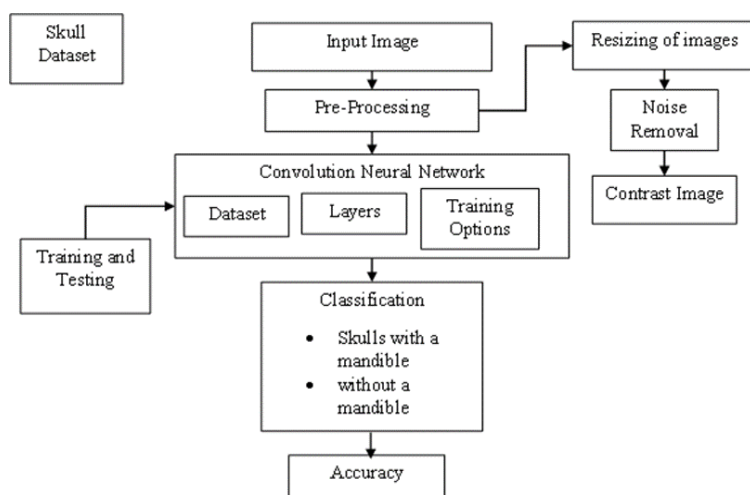 Skull
Dataset
Input Image
Resizing of images
Pre-Processing
Noise
Removal
Contrast Image
Convolution Neural Network
Dataset
Layers
Training
Options
Training and
Testing
Classification
• Skulls with a
mandible
• without a
mandible
Accuracy